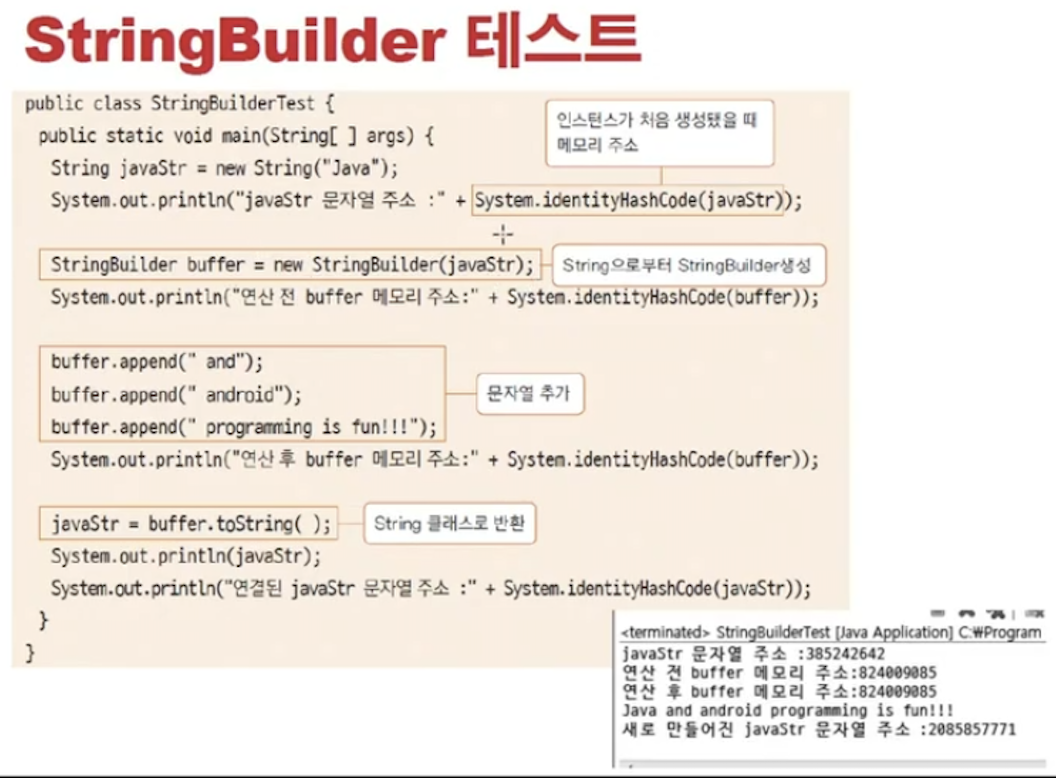 StringBuilder 테스트
public class StringBuilderTest {
public static void main(String[ ] args) {
인스턴스가 처음 생성됐을 때
메모리 주소
String javaStr = new String("Java");
System.out.println("javaStr 문자열 주소 :" + System.identityHashCode(javaStr));
StringBuilder buffer = new StringBuilder(javaStr);
String으로부터 StringBuilder생성
System.out.println("연산 전 buffer 메모리 주소:" + System.identityHashCode(buffer));
buffer.append(" and");
buffer.append(" android");
문자열 추가
buffer.append(" programming is fun!!!");
System.out.println("연산 후 buffer 메모리 주소:" + System.identityHashCode(buffer));
javaStr = buffer.toString( );
String 클래스로 반환
System.out.println(javaStr);
System.out.println("연결된 javaStr 문자열 주소 :" + System.identityHashCode(javaStr));
}
}
<terminated> StringBuilderTest [Java Application] C:₩Program
javaStr 문자열 주소 :385242642
연산 전 buffer 메모리 주소:824009085
연산 후 buffer 메모리 주소:824009085
Java and android programming is fun!!!
새로 만들어진 javaStr 문자열 주소 :2085857771